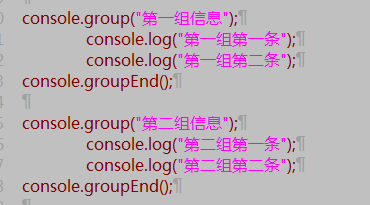 console.group("第一组信息");¶
console.log("第一组第一条");¶
console.log("第一组第二条");¶
console.groupEnd();¶
¶
console.group("第二组信息");¶
console.log("第二组第一条");¶
console.log("第二组第二条");¶
console.groupEnd();¶